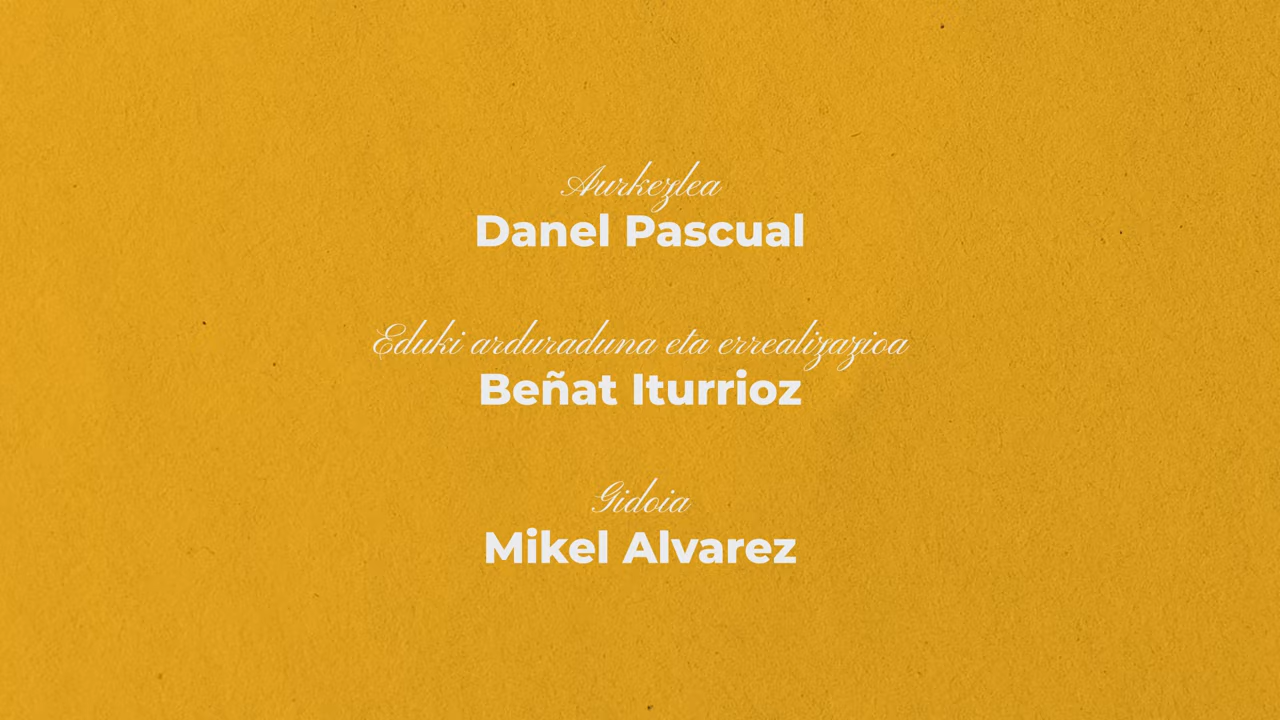 Aurkezlea
Danel Pascual
Eduki arduraduna eta errealizazioa
Beñat Iturrioz
Gidoia
Mikel Alvarez